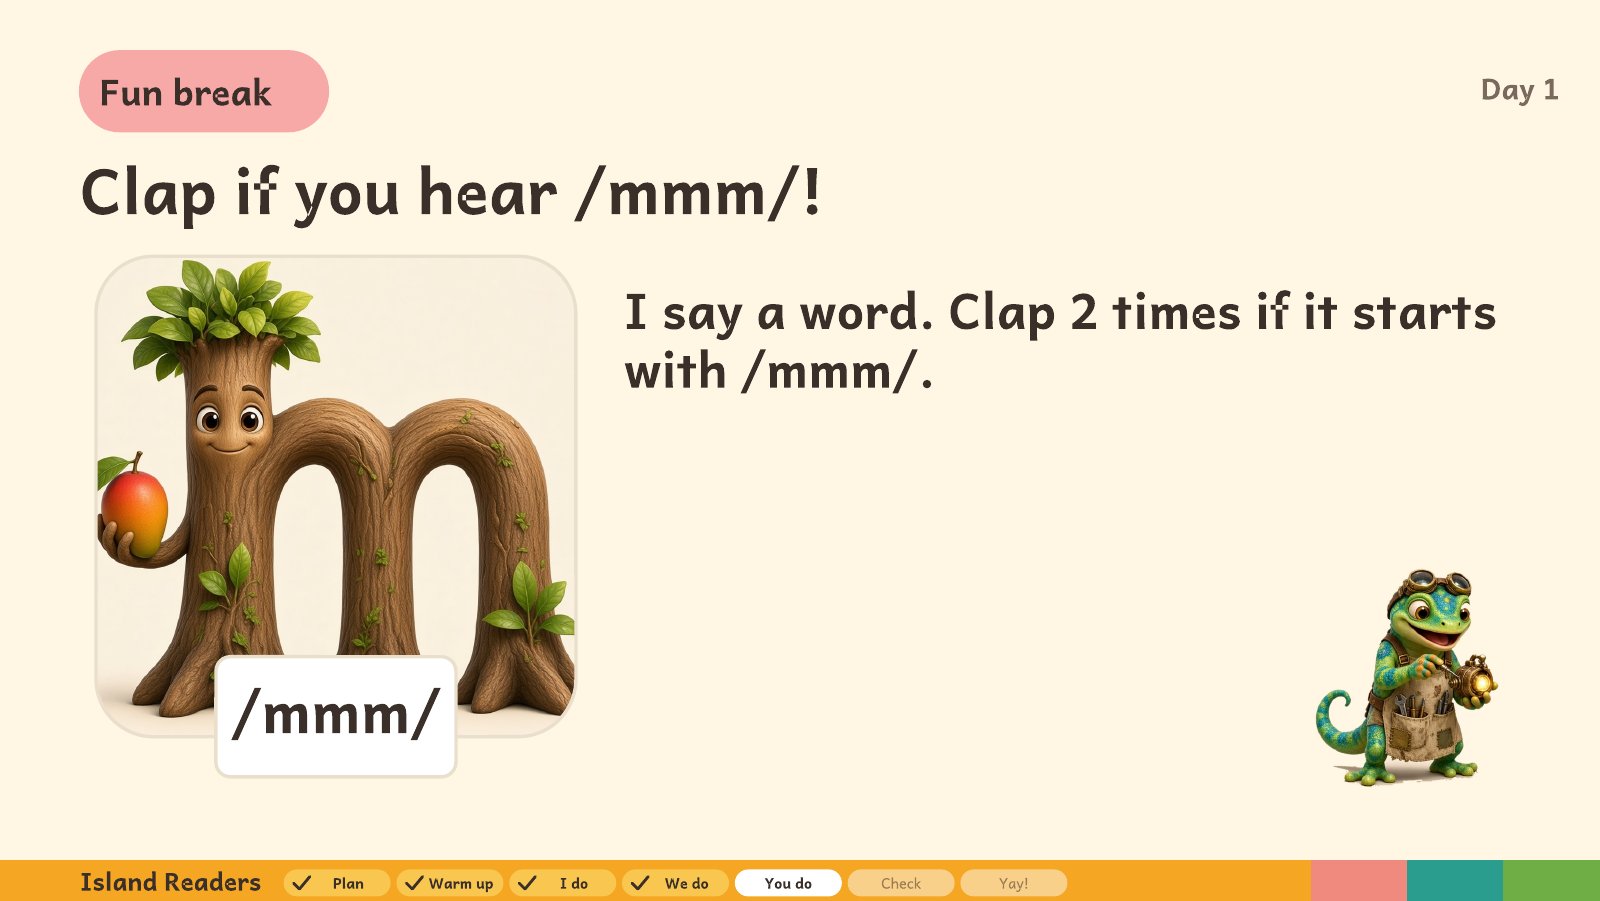 Fun break
Day 1
Clap if you hear /mmm/!
I say a word. Clap 2 times if it starts
with /mmm/.
/mmm/
Island Readers
Plan
Warm up
I do
We do
You do
Check
Yay!